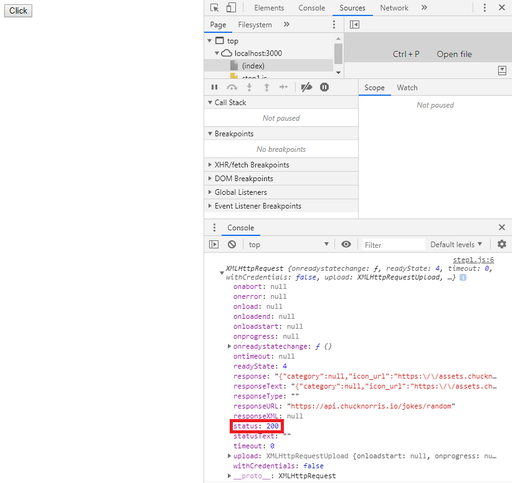 Click
Elements Console Sources Network »
Page Filesystem »
top
localhost:3000
(index)
step1.js
Ctrl + P Open file
Scope Watch
Call Stack
Not paused
Not paused
Breakpoints
No breakpoints
XHR/fetch Breakpoints
DOM Breakpoints
Global Listeners
Event Listener Breakpoints
Console
top Filter Default levels
step1.js:6
XMLHttpRequest {onreadystatechange: ƒ, readyState: 4, timeout: 0,
withCredentials: false, upload: XMLHttpRequestUpload, …}
onabort: null
onerror: null
onload: null
onloadend: null
onloadstart: null
onprogress: null
onreadystatechange: ƒ ()
ontimeout: null
readyState: 4
response: "{"category":null,"icon_url":"https:\/\/assets.chuckn…
responseText: "{"category":null,"icon_url":"https:\/\/assets.ch…
responseType: ""
responseURL: "https://api.chucknorris.io/jokes/random"
responseXML: null
status: 200
statusText: ""
timeout: 0
upload: XMLHttpRequestUpload {onloadstart: null, onprogress: nu…
withCredentials: false
__proto__: XMLHttpRequest